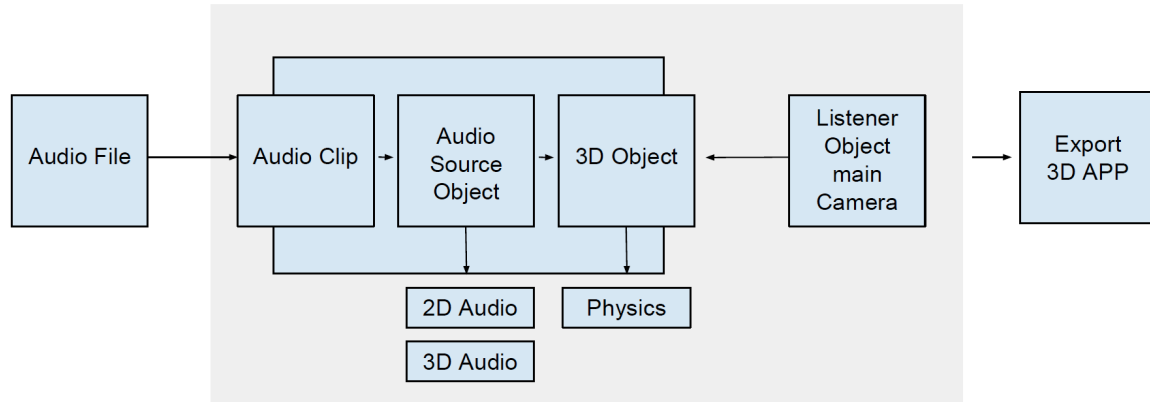 Audio File
Audio Clip
Audio
Source
Object
3D Object
Listener
Object
main
Camera
Export
3D APP
2D Audio
Physics
3D Audio